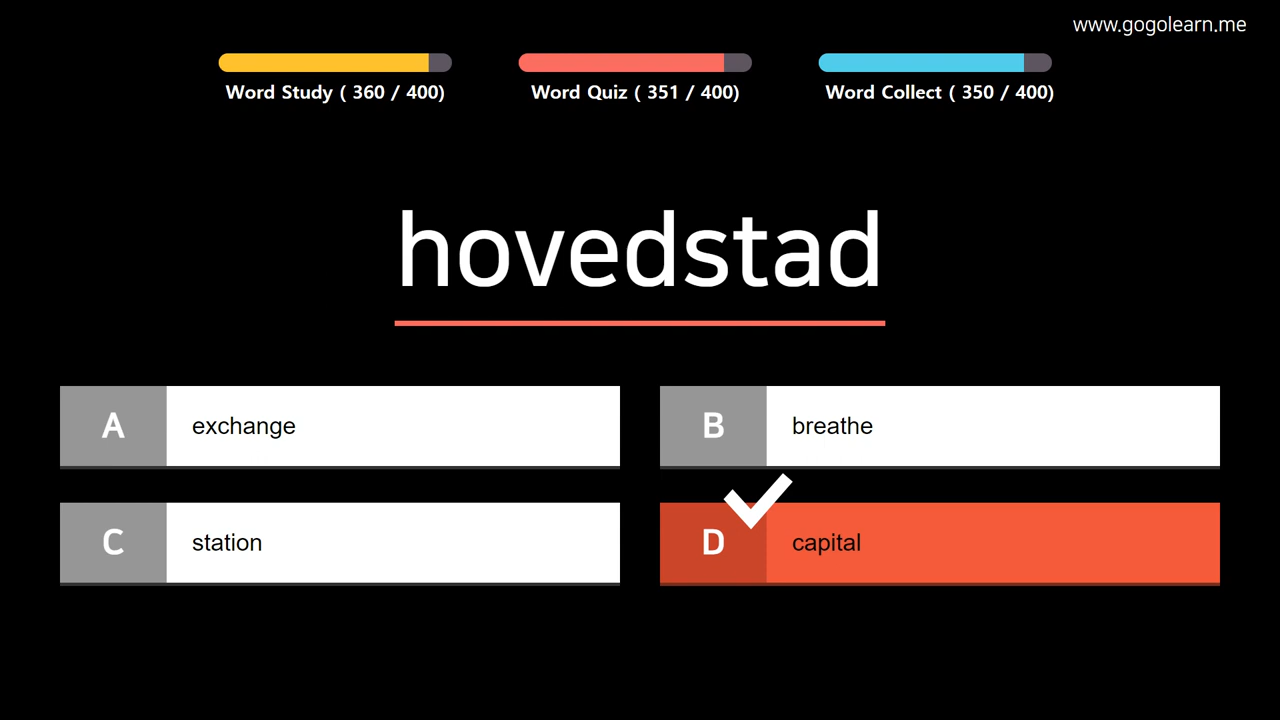 www.gogolearn.me
Word Study ( 360 / 400)
Word Quiz ( 351 / 400)
Word Collect ( 350 / 400)
hovedstad
A exchange
B breathe
C station
D capital